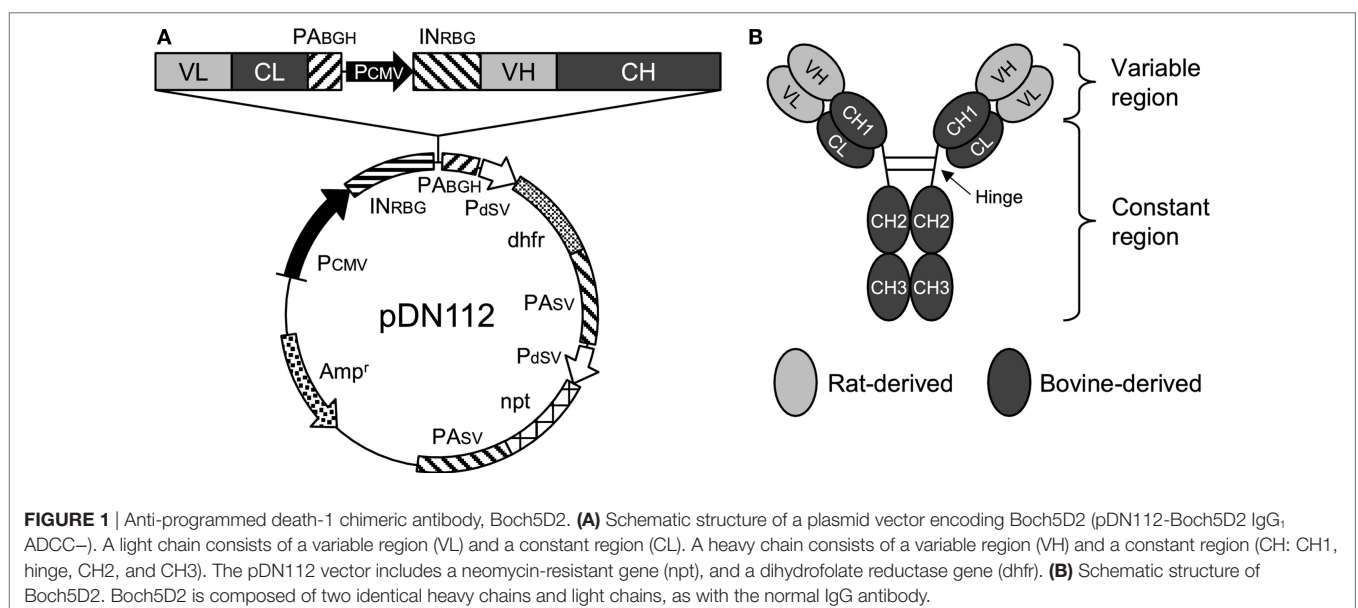 A
PABGH
INRBG
VL
CL
PCMV
VH
CH
PABGH
PdSV
INRBG
dhfr
PCMV
PASV
pDN112
PdSV
Ampʳ
npt
PASV
B
VH
VL
CH1
CL
VH
VL
CH1
CL
Variable
region
Hinge
CH2
CH2
Constant
region
CH3
CH3
Rat-derived
Bovine-derived
FIGURE 1 | Anti-programmed death-1 chimeric antibody, Boch5D2. (A) Schematic structure of a plasmid vector encoding Boch5D2 (pDN112-Boch5D2 IgG₁
ADCC−). A light chain consists of a variable region (VL) and a constant region (CL). A heavy chain consists of a variable region (VH) and a constant region (CH: CH1,
hinge, CH2, and CH3). The pDN112 vector includes a neomycin-resistant gene (npt), and a dihydrofolate reductase gene (dhfr). (B) Schematic structure of
Boch5D2. Boch5D2 is composed of two identical heavy chains and light chains, as with the normal IgG antibody.